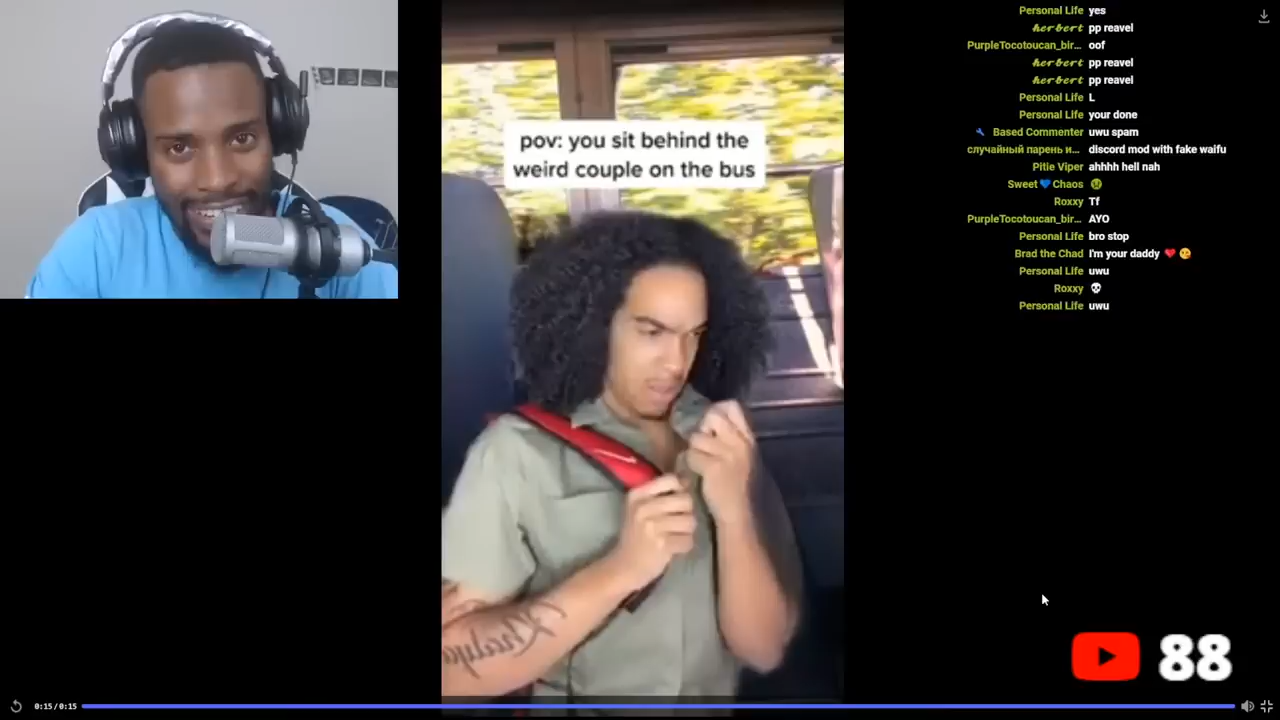 pov: you sit behind the
weird couple on the bus
Personal Life yes
herbert pp reavel
PurpleTocotoucan_bir... oof
herbert pp reavel
herbert pp reavel
Personal Life L
Personal Life your done
Based Commenter uwu spam
случайный парень и... discord mod with fake waifu
Pitie Viper ahhhh hell nah
Sweet💙Chaos 🤢
Roxxy Tf
PurpleTocotoucan_bir... AYO
Personal Life bro stop
Brad the Chad I'm your daddy ❤️ 😘
Personal Life uwu
Roxxy 💀
Personal Life uwu
88
0:15 / 0:15